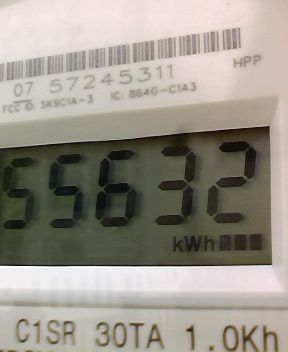 07 57245311
HPP
FCC ID: SK9C1A-3 IC: 864G-C1A3
55632
kWh
C1SR 30TA 1.0Kh